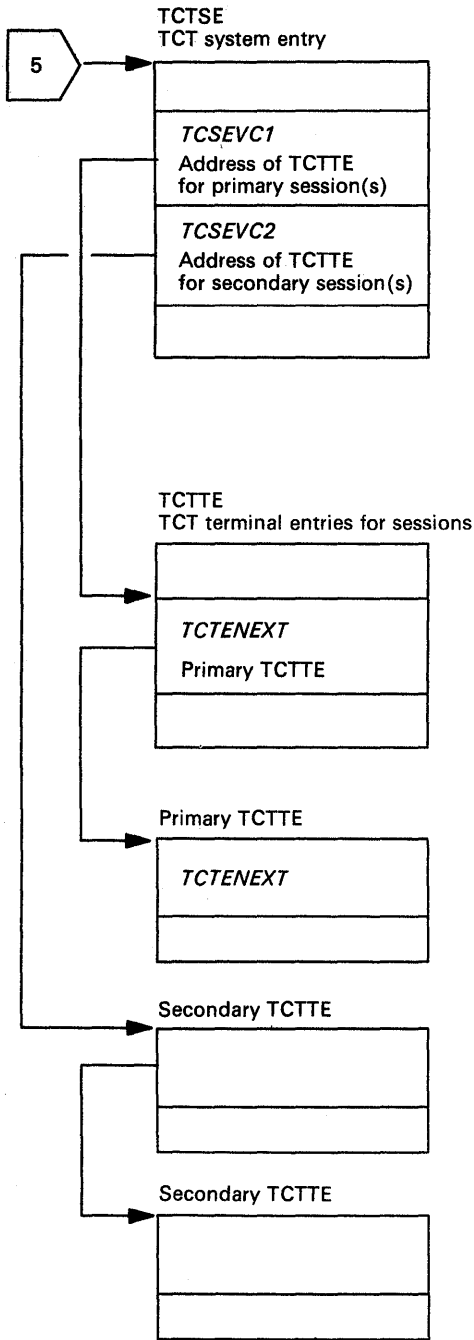 TCTSE
TCT system entry
5
TCSEVC1
Address of TCTTE
for primary session(s)
TCSEVC2
Address of TCTTE
for secondary session(s)
TCTTE
TCT terminal entries for sessions
TCTENEXT
Primary TCTTE
Primary TCTTE
TCTENEXT
Secondary TCTTE
Secondary TCTTE